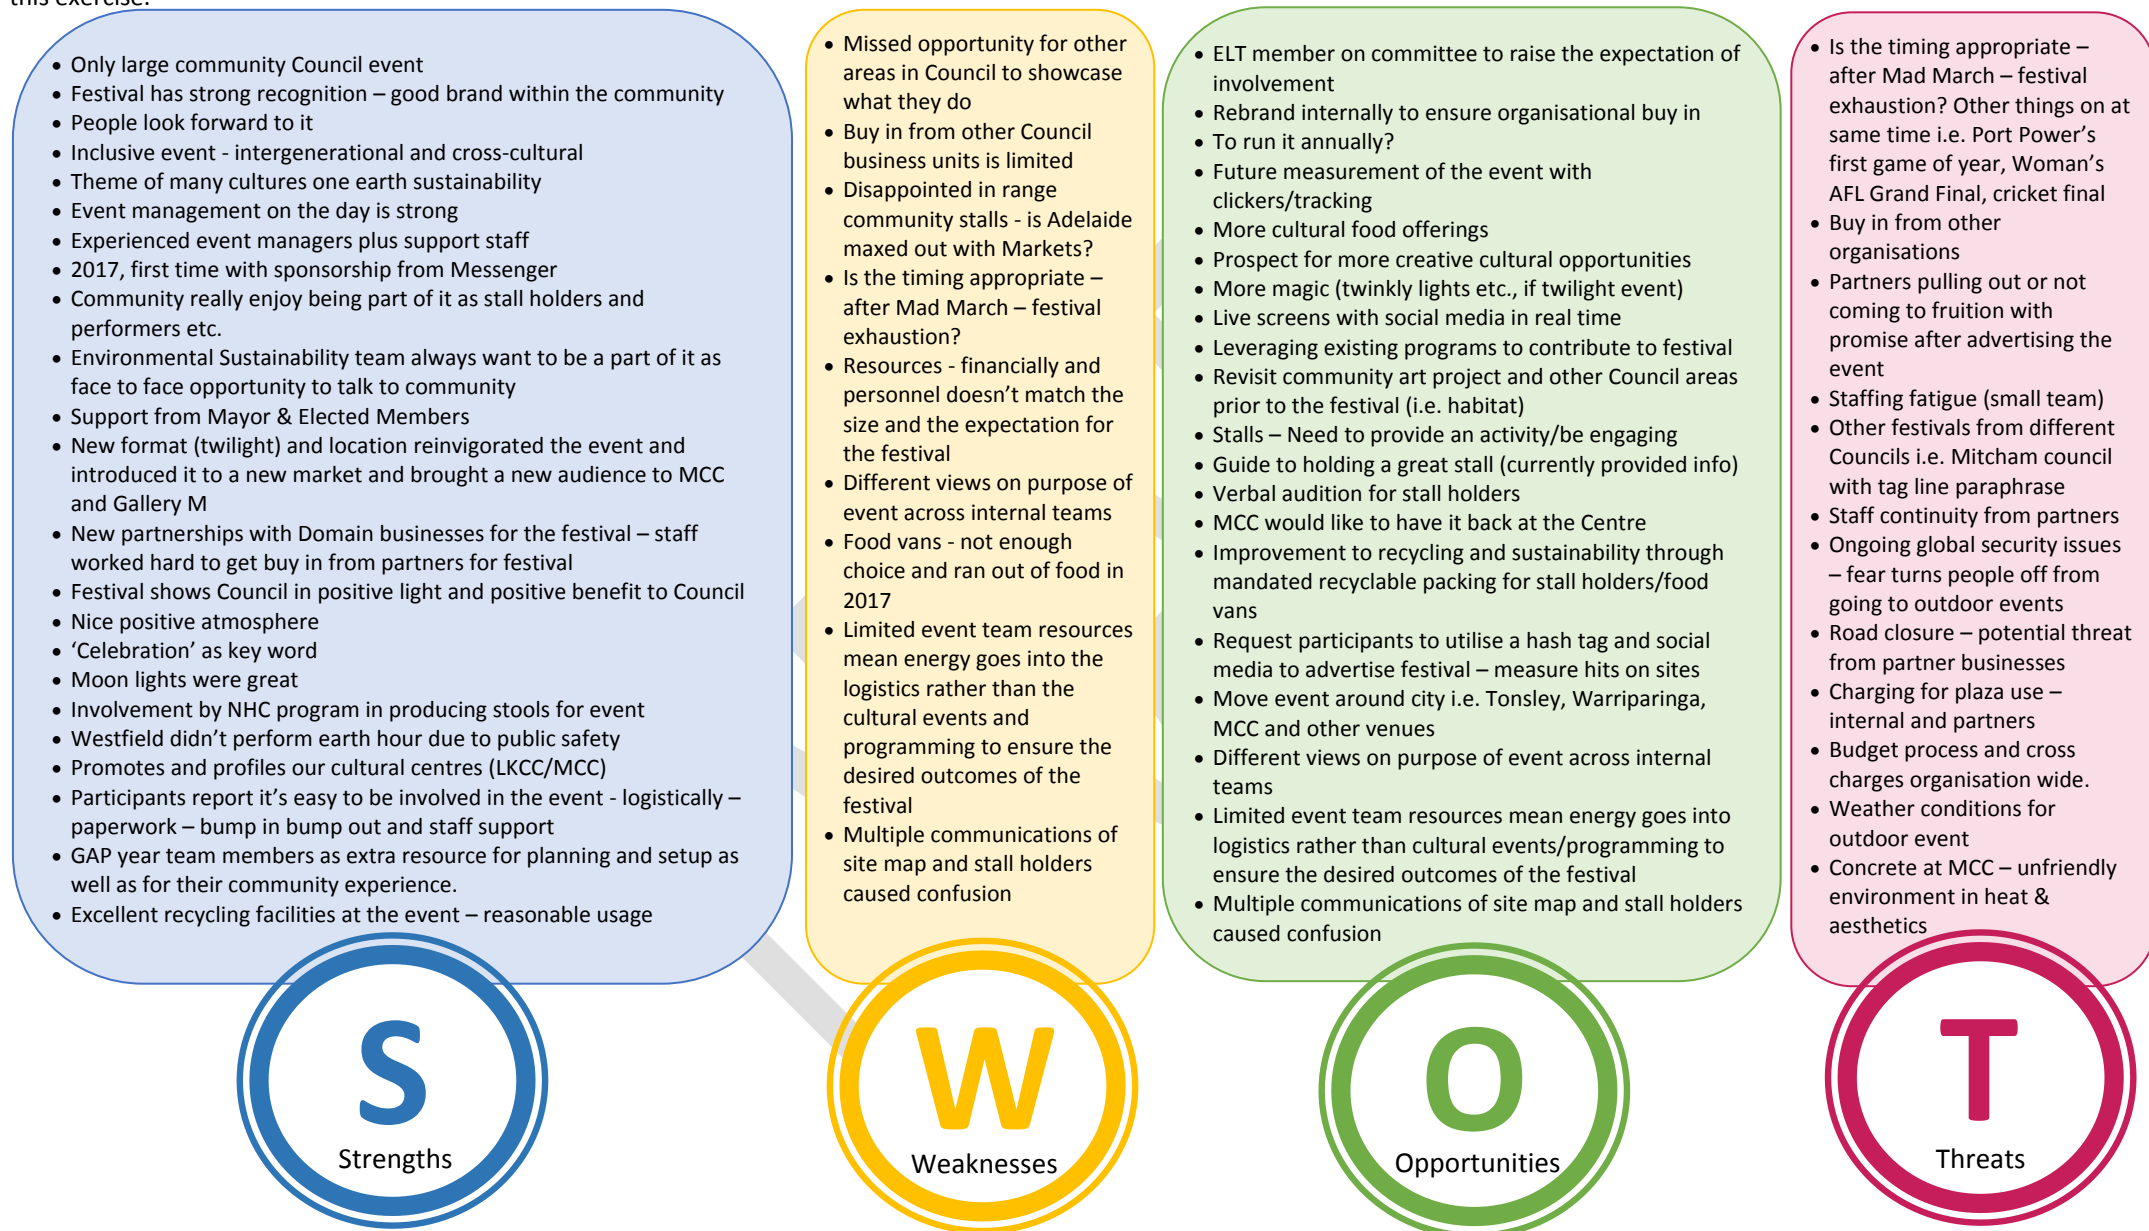 this exercise.
• Only large community Council event
• Festival has strong recognition – good brand within the community
• People look forward to it
• Inclusive event - intergenerational and cross-cultural
• Theme of many cultures one earth sustainability
• Event management on the day is strong
• Experienced event managers plus support staff
• 2017, first time with sponsorship from Messenger
• Community really enjoy being part of it as stall holders and
performers etc.
• Environmental Sustainability team always want to be a part of it as
face to face opportunity to talk to community
• Support from Mayor & Elected Members
• New format (twilight) and location reinvigorated the event and
introduced it to a new market and brought a new audience to MCC
and Gallery M
• New partnerships with Domain businesses for the festival – staff
worked hard to get buy in from partners for festival
• Festival shows Council in positive light and positive benefit to Council
• Nice positive atmosphere
• ‘Celebration’ as key word
• Moon lights were great
• Involvement by NHC program in producing stools for event
• Westfield didn’t perform earth hour due to public safety
• Promotes and profiles our cultural centres (LKCC/MCC)
• Participants report it’s easy to be involved in the event - logistically –
paperwork – bump in bump out and staff support
• GAP year team members as extra resource for planning and setup as
well as for their community experience.
• Excellent recycling facilities at the event – reasonable usage
S
Strengths
• Missed opportunity for other
areas in Council to showcase
what they do
• Buy in from other Council
business units is limited
• Disappointed in range
community stalls - is Adelaide
maxed out with Markets?
• Is the timing appropriate –
after Mad March – festival
exhaustion?
• Resources - financially and
personnel doesn’t match the
size and the expectation for
the festival
• Different views on purpose of
event across internal teams
• Food vans - not enough
choice and ran out of food in
2017
• Limited event team resources
mean energy goes into the
logistics rather than the
cultural events and
programming to ensure the
desired outcomes of the
festival
• Multiple communications of
site map and stall holders
caused confusion
W
Weaknesses
• ELT member on committee to raise the expectation of
involvement
• Rebrand internally to ensure organisational buy in
• To run it annually?
• Future measurement of the event with
clickers/tracking
• More cultural food offerings
• Prospect for more creative cultural opportunities
• More magic (twinkly lights etc., if twilight event)
• Live screens with social media in real time
• Leveraging existing programs to contribute to festival
• Revisit community art project and other Council areas
prior to the festival (i.e. habitat)
• Stalls – Need to provide an activity/be engaging
• Guide to holding a great stall (currently provided info)
• Verbal audition for stall holders
• MCC would like to have it back at the Centre
• Improvement to recycling and sustainability through
mandated recyclable packing for stall holders/food
vans
• Request participants to utilise a hash tag and social
media to advertise festival – measure hits on sites
• Move event around city i.e. Tonsley, Warriparinga,
MCC and other venues
• Different views on purpose of event across internal
teams
• Limited event team resources mean energy goes into
logistics rather than cultural events/programming to
ensure the desired outcomes of the festival
• Multiple communications of site map and stall holders
caused confusion
O
Opportunities
• Is the timing appropriate –
after Mad March – festival
exhaustion? Other things on at
same time i.e. Port Power’s
first game of year, Woman’s
AFL Grand Final, cricket final
• Buy in from other
organisations
• Partners pulling out or not
coming to fruition with
promise after advertising the
event
• Staffing fatigue (small team)
• Other festivals from different
Councils i.e. Mitcham council
with tag line paraphrase
• Staff continuity from partners
• Ongoing global security issues
– fear turns people off from
going to outdoor events
• Road closure – potential threat
from partner businesses
• Charging for plaza use –
internal and partners
• Budget process and cross
charges organisation wide.
• Weather conditions for
outdoor event
• Concrete at MCC – unfriendly
environment in heat &
aesthetics
T
Threats